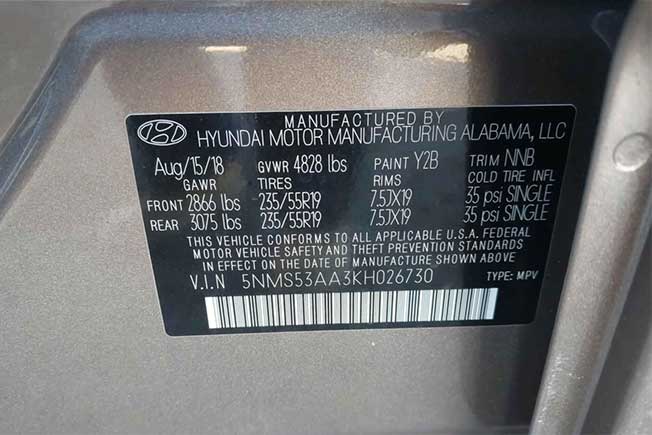 MANUFACTURED BY
HYUNDAI MOTOR MANUFACTURING ALABAMA, LLC
Aug/15/18 GVWR 4828 lbs PAINT Y2B TRIM NNB
GAWR TIRES RIMS COLD TIRE INFL
FRONT 2866 lbs 235/55R19 7.5JX19 35 psi SINGLE
REAR 3075 lbs 235/55R19 7.5JX19 35 psi SINGLE
THIS VEHICLE CONFORMS TO ALL APPLICABLE U.S.A. FEDERAL
MOTOR VEHICLE SAFETY AND THEFT PREVENTION STANDARDS
IN EFFECT ON THE DATE OF MANUFACTURE SHOWN ABOVE.
V.I.N 5NMS53AA3KH026730 TYPE: MPV